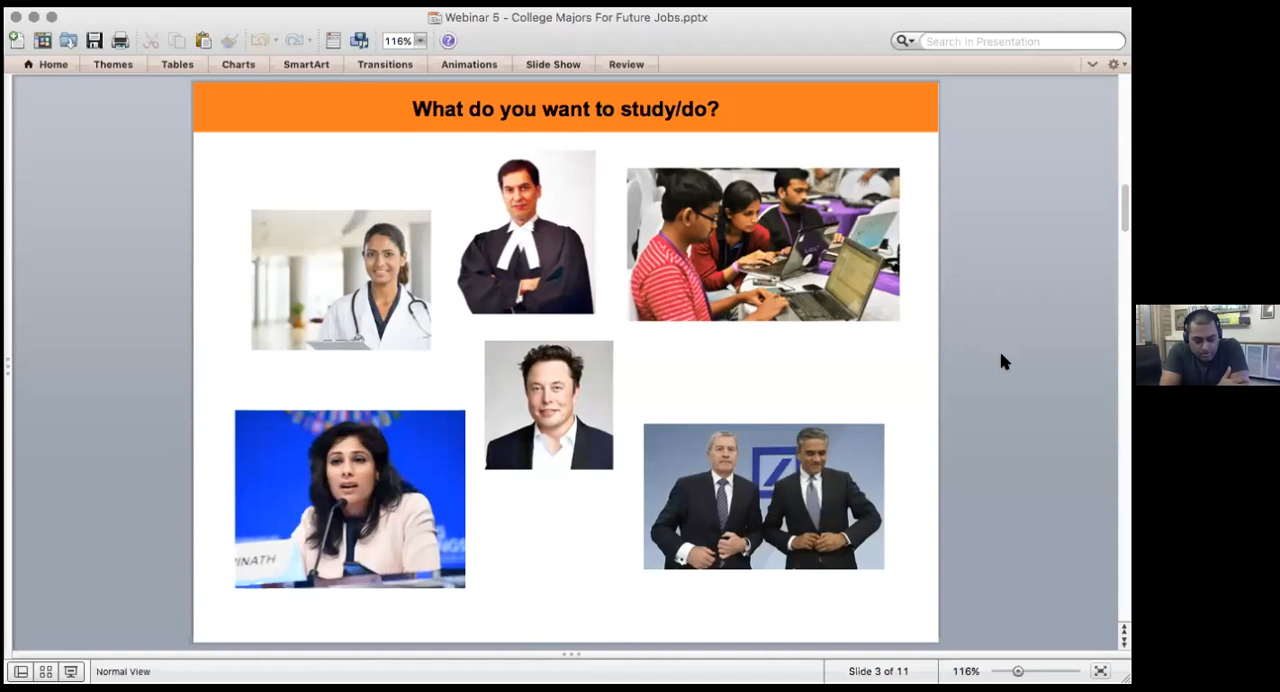 Webinar 5 - College Majors For Future Jobs.pptx
116%
Search in Presentation
Home Themes Tables Charts SmartArt Transitions Animations Slide Show Review
What do you want to study/do?
INATH
Normal View
Slide 3 of 11
116%